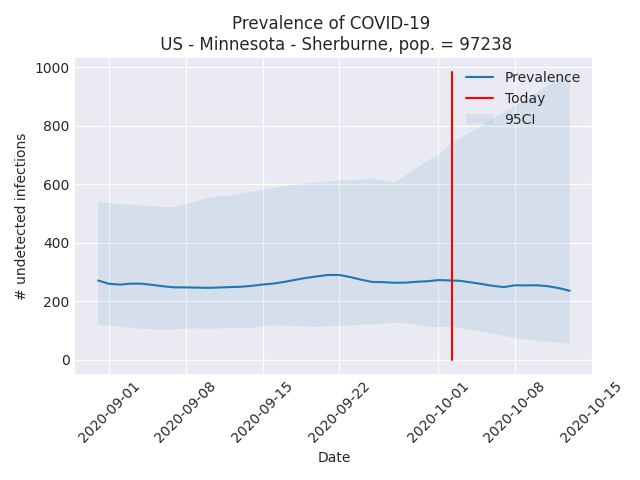 Prevalence of COVID-19
US - Minnesota - Sherburne, pop. = 97238
# undetected infections
1000
800
600
400
200
0
Prevalence
Today
95CI
2020-09-01
2020-09-08
2020-09-15
2020-09-22
2020-10-01
2020-10-08
2020-10-15
Date